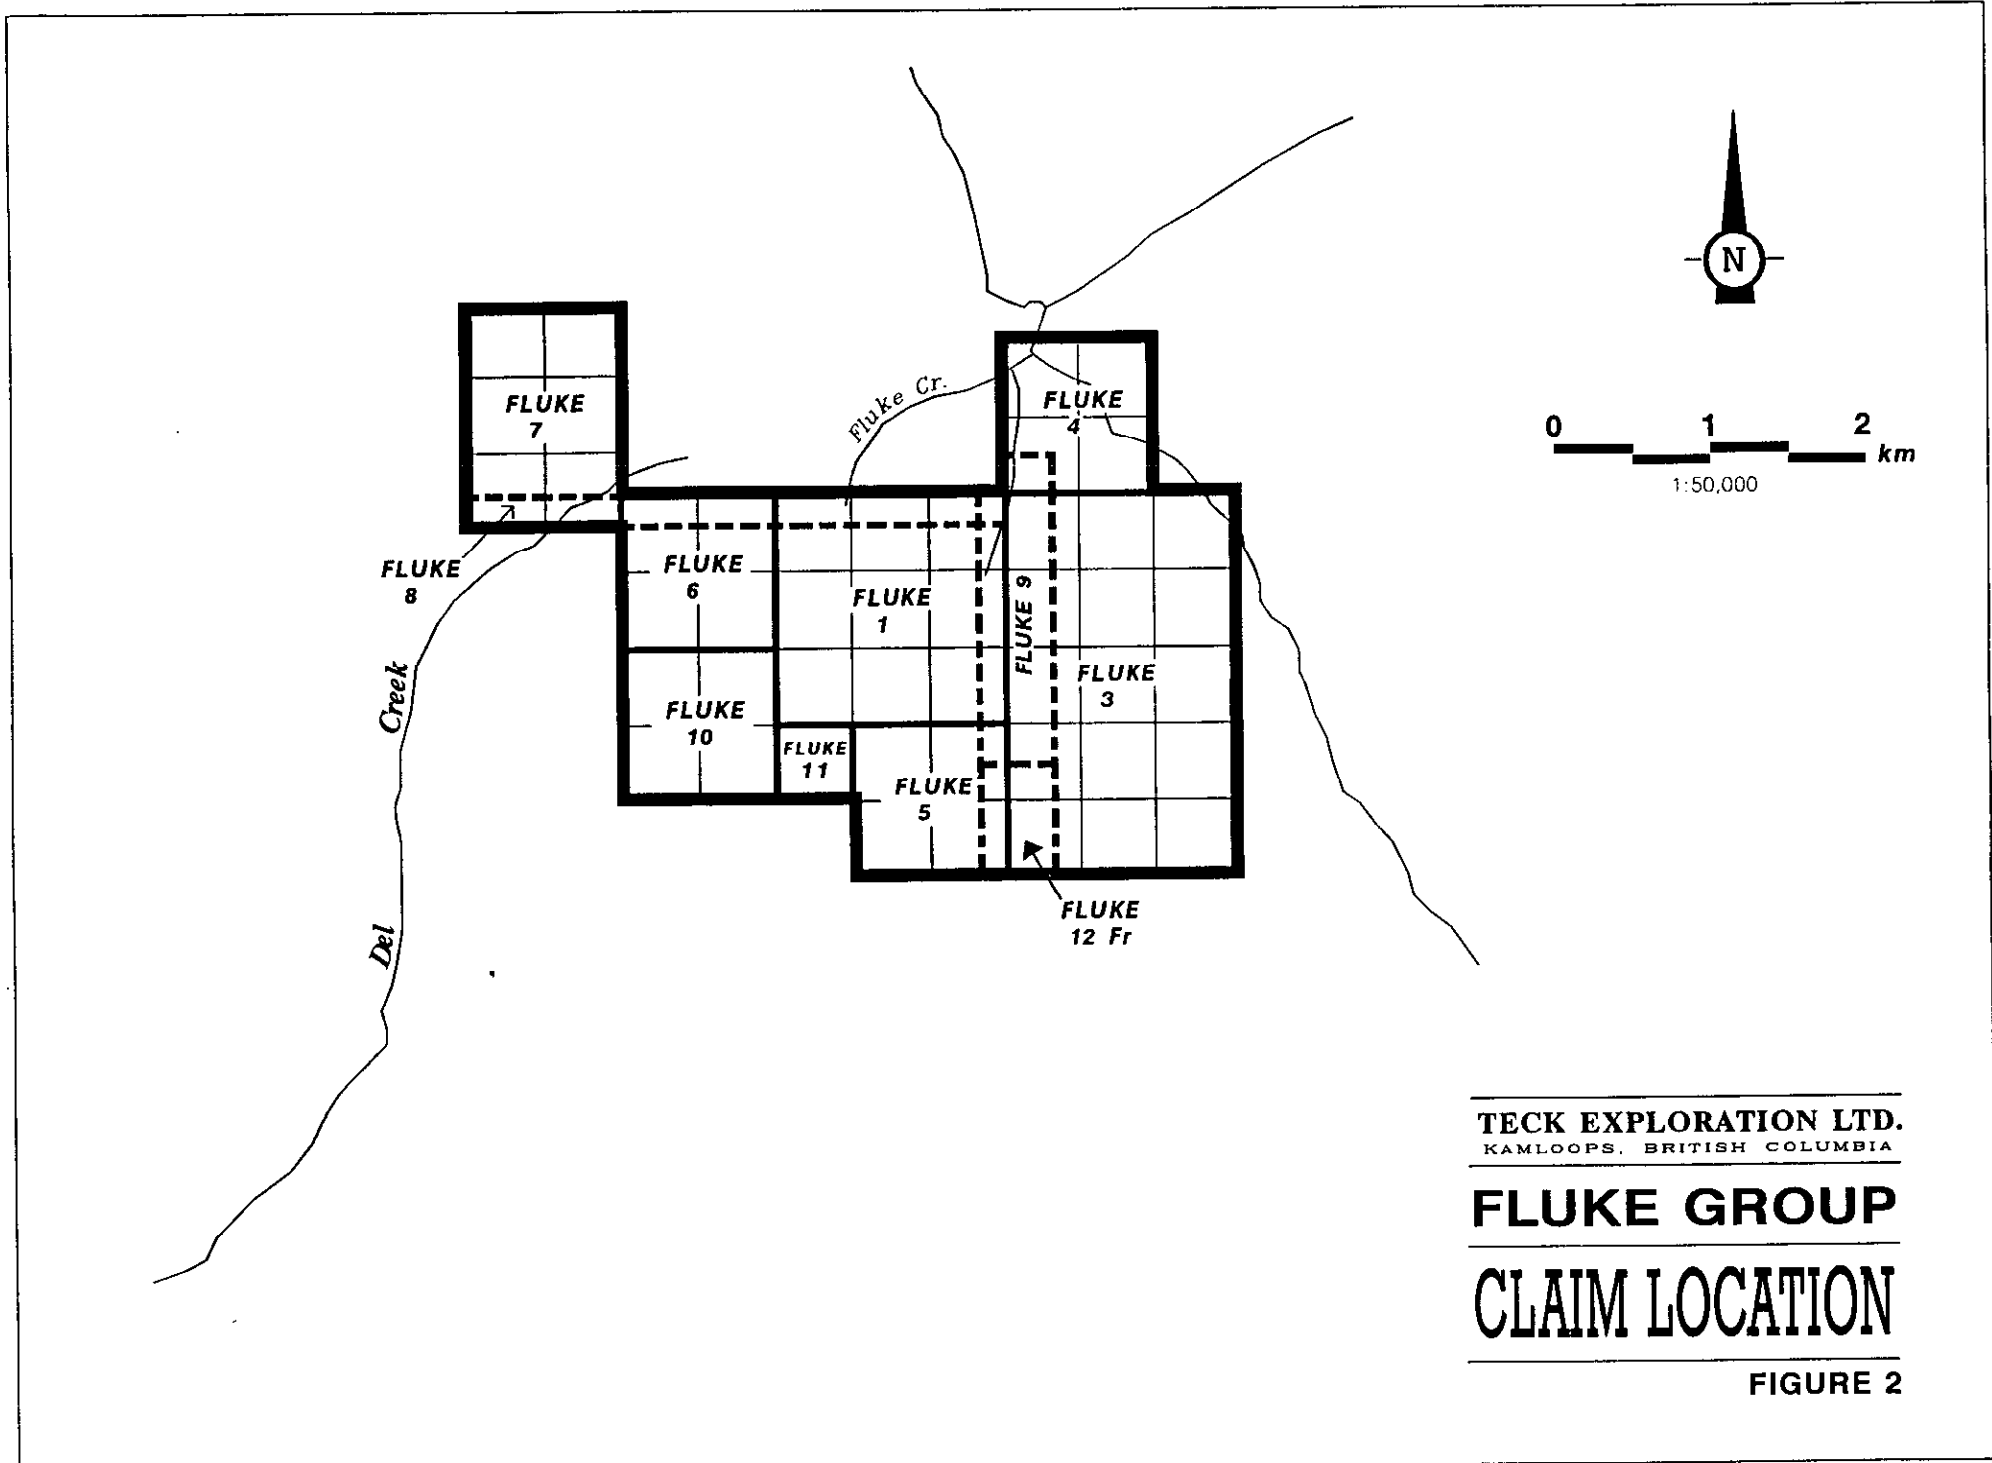 N
0 1 2
km
1:50,000
Fluke Cr.
FLUKE
7
FLUKE
4
FLUKE
8
FLUKE
6
FLUKE
1
FLUKE 9
FLUKE
3
FLUKE
10
FLUKE
11
FLUKE
5
FLUKE
12 Fr
Del Creek
TECK EXPLORATION LTD.
KAMLOOPS, BRITISH COLUMBIA
FLUKE GROUP
CLAIM LOCATION
FIGURE 2